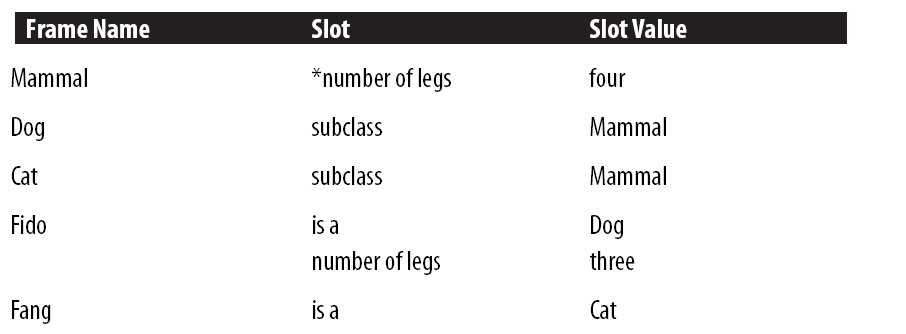 Frame Name Slot Slot Value
Mammal *number of legs four
Dog subclass Mammal
Cat subclass Mammal
Fido is a Dog
number of legs three
Fang is a Cat